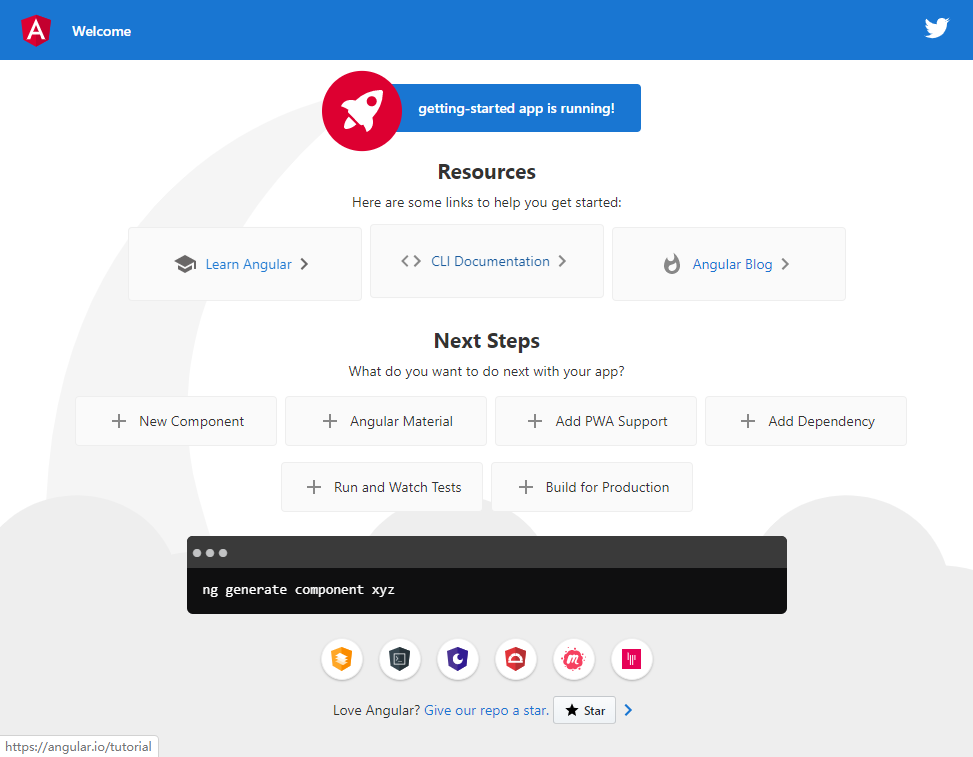 Welcome
getting-started app is running!
Resources
Here are some links to help you get started:
Learn Angular
CLI Documentation
Angular Blog
Next Steps
What do you want to do next with your app?
New Component
Angular Material
Add PWA Support
Add Dependency
Run and Watch Tests
Build for Production
ng generate component xyz
Love Angular? Give our repo a star. Star
https://angular.io/tutorial